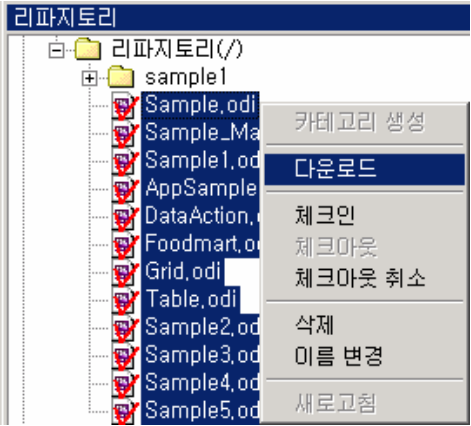 리파지토리
리파지토리(/)
sample1
Sample.odi
Sample_Ma
Sample1.od
AppSample
DataAction.
Foodmart.o
Grid.odi
Table.odi
Sample2.od
Sample3.od
Sample4.od
Sample5.od
카테고리 생성
다운로드
체크인
체크아웃
체크아웃 취소
삭제
이름 변경
새로고침